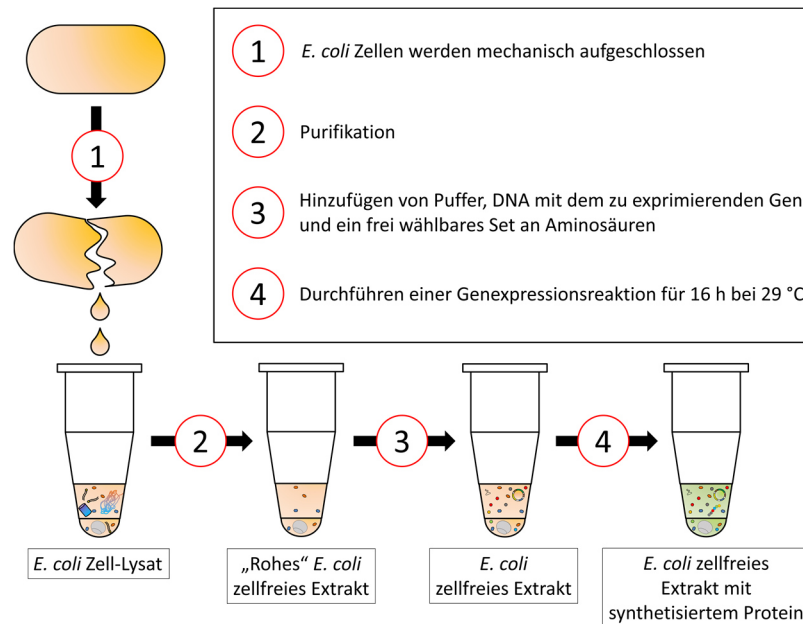 1 E. coli Zellen werden mechanisch aufgeschlossen
2 Purifikation
3 Hinzufügen von Puffer, DNA mit dem zu exprimierenden Gen
und ein frei wählbares Set an Aminosäuren
4 Durchführen einer Genexpressionsreaktion für 16 h bei 29 °C
1
2
3
4
E. coli Zell-Lysat
„Rohes“ E. coli
zellfreies Extrakt
E. coli
zellfreies Extrakt
E. coli zellfreies
Extrakt mit
synthetisiertem Protein